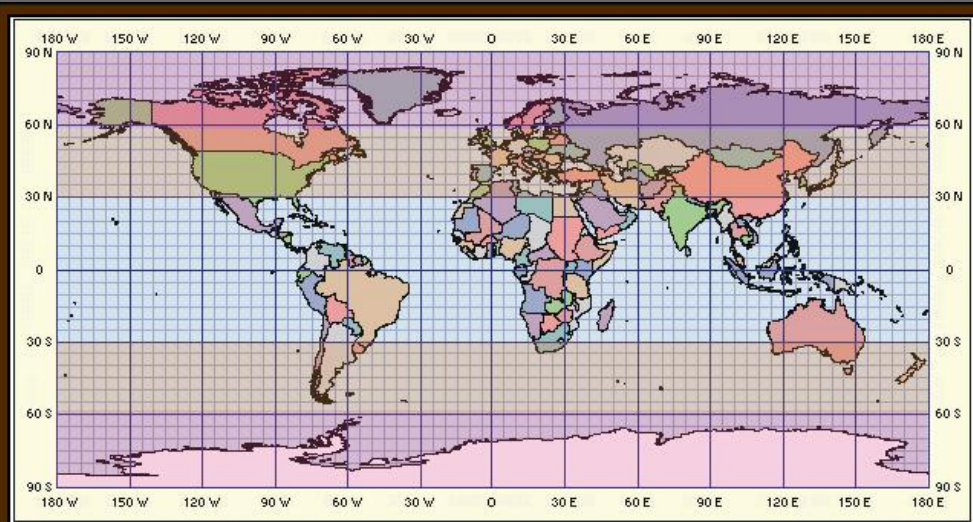 180 W 150 W 120 W 90 W 60 W 30 W 0 30 E 60 E 90 E 120 E 150 E 180 E
90 N 90 N
60 N 60 N
30 N 30 N
0 0
30 S 30 S
60 S 60 S
90 S 90 S
180 W 150 W 120 W 90 W 60 W 30 W 0 30 E 60 E 90 E 120 E 150 E 180 E